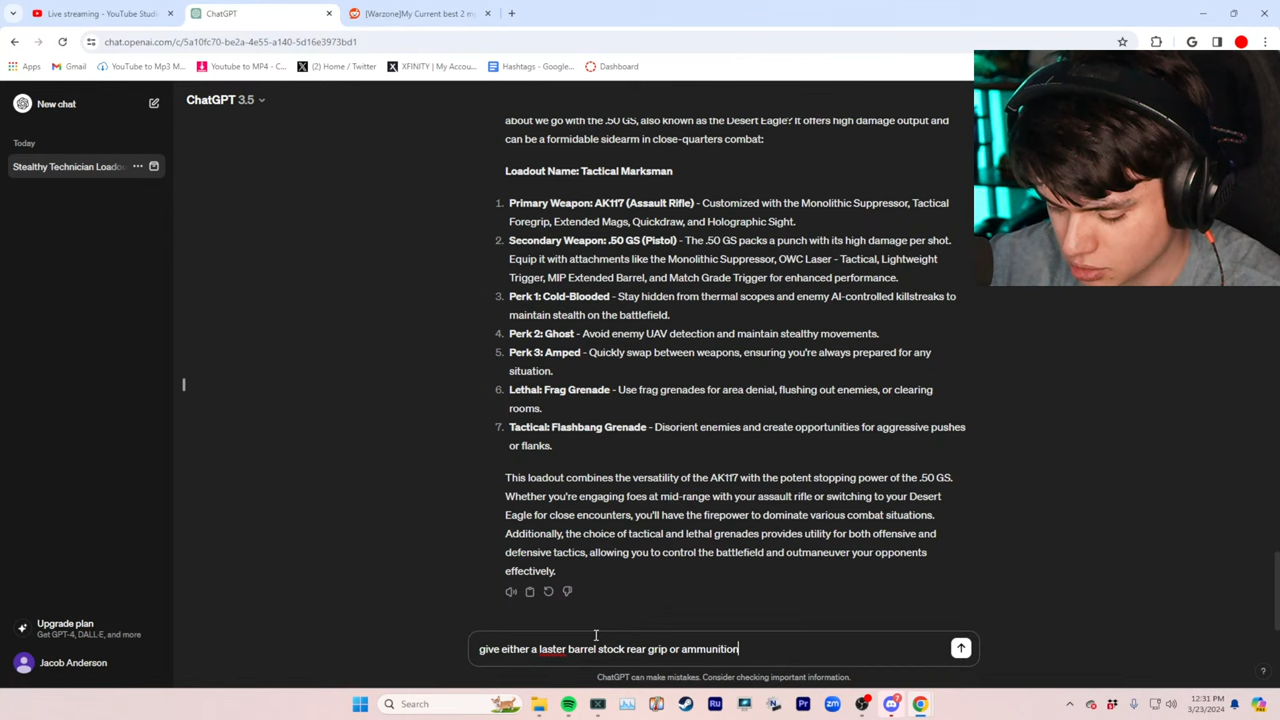 Live streaming - YouTube Studi
ChatGPT
[Warzone]My Current best 2 m
chat.openai.com/c/5a10fc70-be2a-4e55-a140-5d16e3973bd1
Apps
Gmail
YouTube to Mp3 M...
Youtube to MP4 - C...
(2) Home / Twitter
XFINITY | My Accou...
Hashtags - Google...
Dashboard
New chat
ChatGPT 3.5
Today
Stealthy Technician Loadou
about we go with the .50 GS, also known as the Desert Eagle? It offers high damage output and
can be a formidable sidearm in close-quarters combat:
Loadout Name: Tactical Marksman
1. Primary Weapon: AK117 (Assault Rifle) - Customized with the Monolithic Suppressor, Tactical
Foregrip, Extended Mags, Quickdraw, and Holographic Sight.
2. Secondary Weapon: .50 GS (Pistol) - The .50 GS packs a punch with its high damage per shot.
Equip it with attachments like the Monolithic Suppressor, OWC Laser - Tactical, Lightweight
Trigger, MIP Extended Barrel, and Match Grade Trigger for enhanced performance.
3. Perk 1: Cold-Blooded - Stay hidden from thermal scopes and enemy AI-controlled killstreaks to
maintain stealth on the battlefield.
4. Perk 2: Ghost - Avoid enemy UAV detection and maintain stealthy movements.
5. Perk 3: Amped - Quickly swap between weapons, ensuring you're always prepared for any
situation.
6. Lethal: Frag Grenade - Use frag grenades for area denial, flushing out enemies, or clearing
rooms.
7. Tactical: Flashbang Grenade - Disorient enemies and create opportunities for aggressive pushes
or flanks.
This loadout combines the versatility of the AK117 with the potent stopping power of the .50 GS.
Whether you're engaging foes at mid-range with your assault rifle or switching to your Desert
Eagle for close encounters, you'll have the firepower to dominate various combat situations.
Additionally, the choice of tactical and lethal grenades provides utility for both offensive and
defensive tactics, allowing you to control the battlefield and outmaneuver your opponents
effectively.
Upgrade plan
Get GPT-4, DALL·E, and more
give either a laster barrel stock rear grip or ammunition
Jacob Anderson
ChatGPT can make mistakes. Consider checking important information.
?
Search
Ru
N
Pr
zm
12:31 PM
3/23/2024